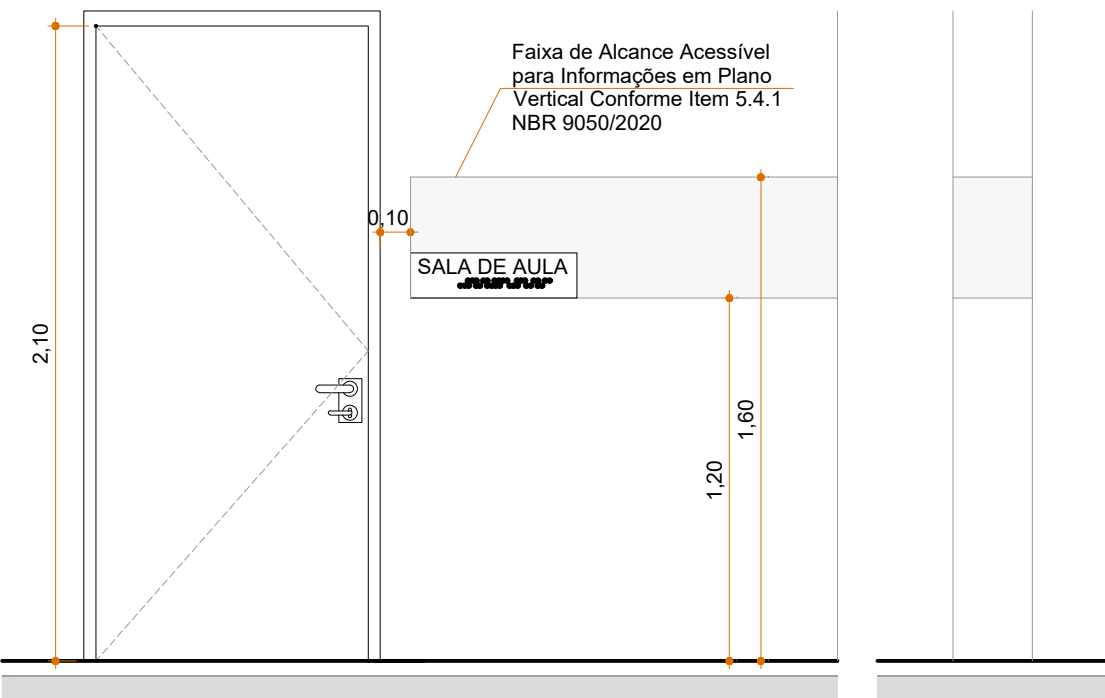 Faixa de Alcance Acessível
para Informações em Plano
Vertical Conforme Item 5.4.1
NBR 9050/2020
0,10
SALA DE AULA
2,10
1,60
1,20